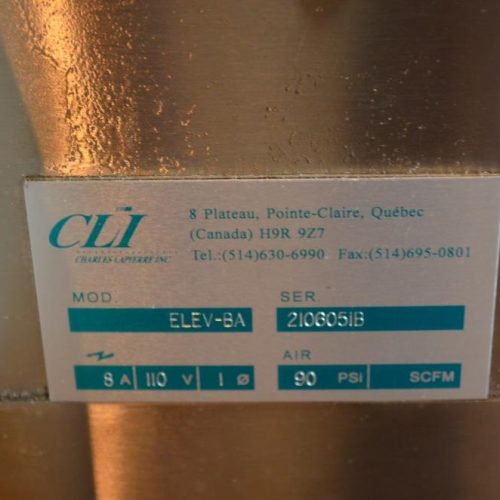 CLI
CHARLES LAPIERRE INC.
8 Plateau, Pointe-Claire, Québec
(Canada) H9R 9Z7
Tel.:(514)630-6990 Fax:(514)695-0801
MOD. SER.
ELEV-BA 2106051B
AIR
8 A 110 V 1 Ø 90 PSI SCFM